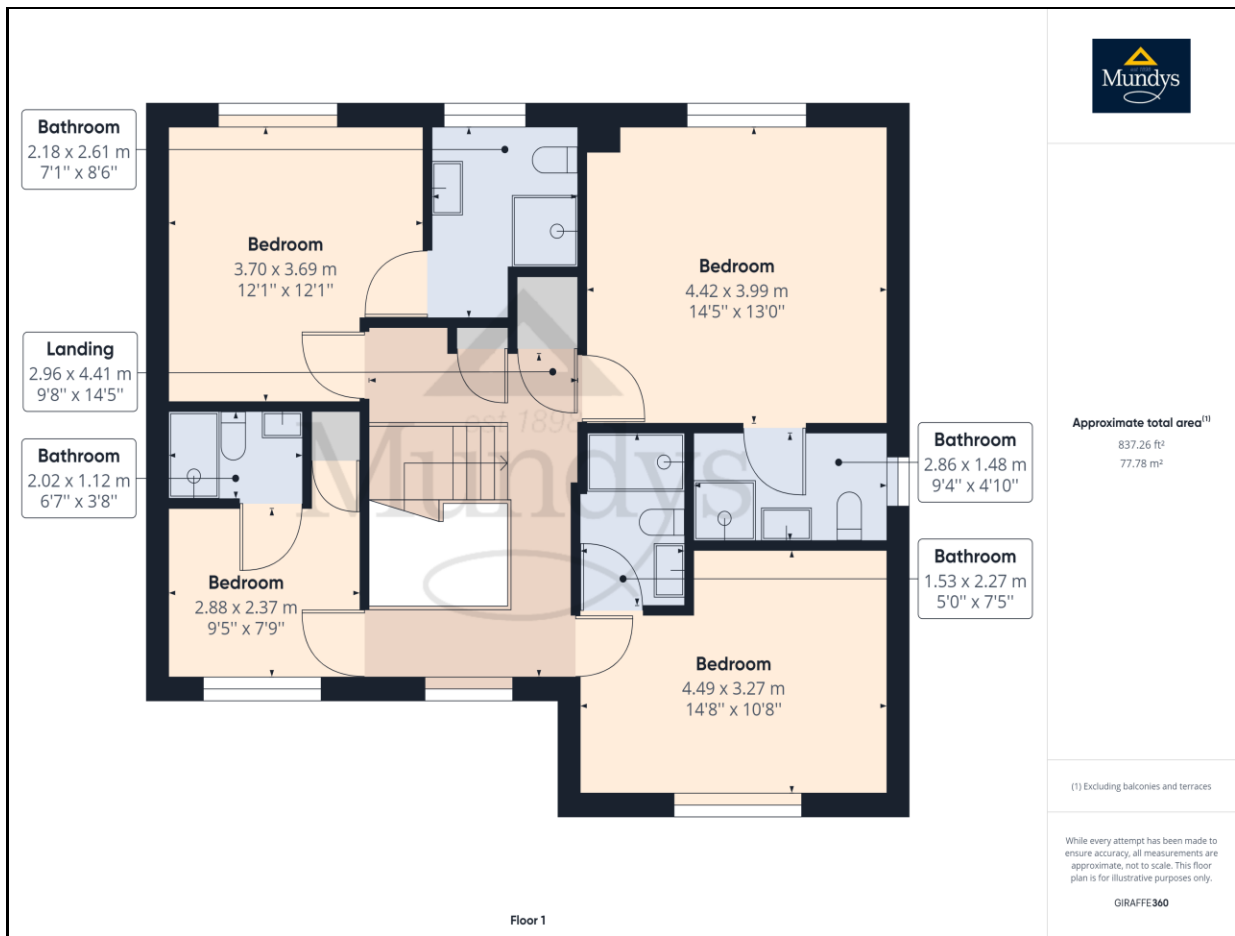 Bathroom
2.18 x 2.61 m
7'1'' x 8'6''
Bedroom
3.70 x 3.69 m
12'1'' x 12'1''
Bedroom
4.42 x 3.99 m
14'5'' x 13'0''
Landing
2.96 x 4.41 m
9'8'' x 14'5''
Bathroom
2.02 x 1.12 m
6'7'' x 3'8''
Bathroom
2.86 x 1.48 m
9'4'' x 4'10''
Bathroom
1.53 x 2.27 m
5'0'' x 7'5''
Bedroom
2.88 x 2.37 m
9'5'' x 7'9''
Bedroom
4.49 x 3.27 m
14'8'' x 10'8''
est 1898
Mundys
Floor 1
est 1898
Mundys
Approximate total area(1)
837.26 ft²
77.78 m²
(1) Excluding balconies and terraces
While every attempt has been made to
ensure accuracy, all measurements are
approximate, not to scale. This floor
plan is for illustrative purposes only.
GIRAFFE360